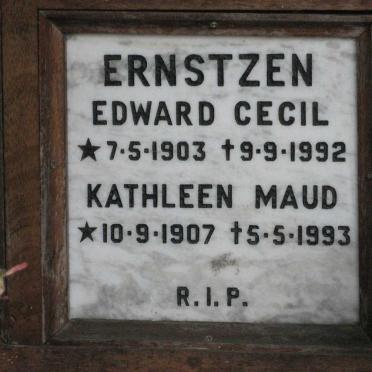 ERNSTZEN
EDWARD CECIL
★7·5·1903 †9·9·1992
KATHLEEN MAUD
★10·9·1907 †5·5·1993
R.I.P.